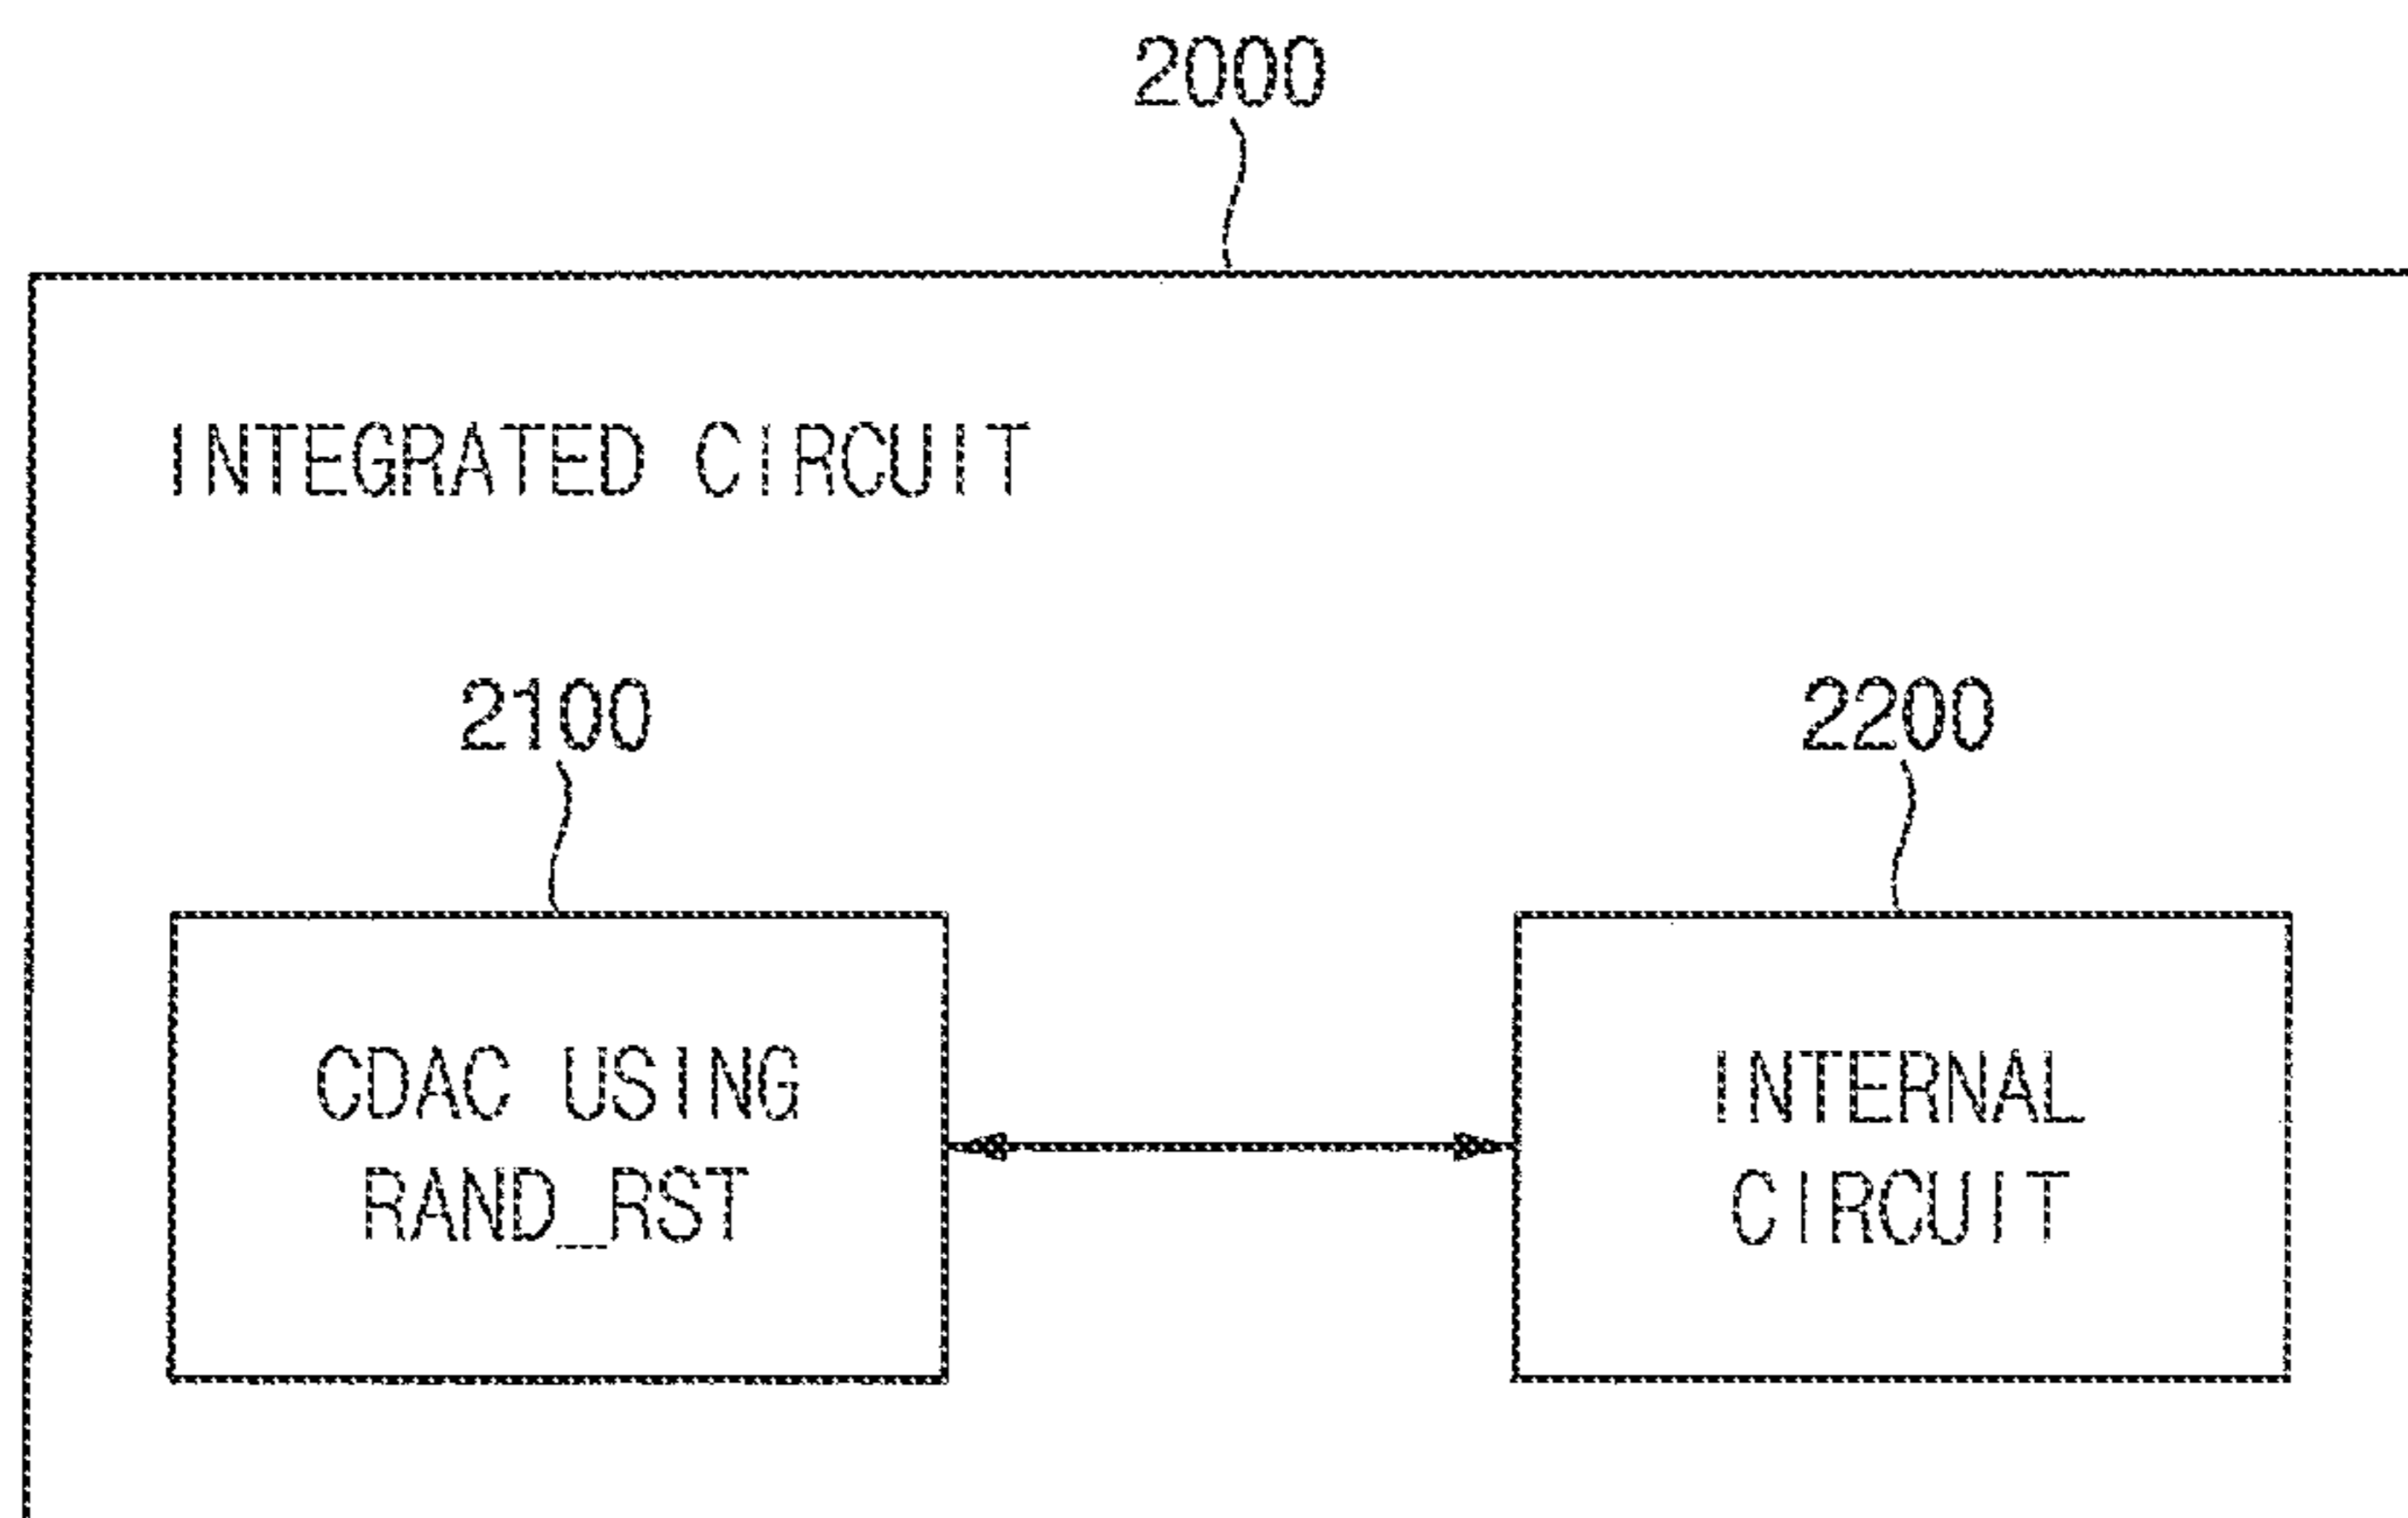 2000
INTEGRATED CIRCUIT
2100
2200
CDAC USING
RAND_RST
INTERNAL
CIRCUIT